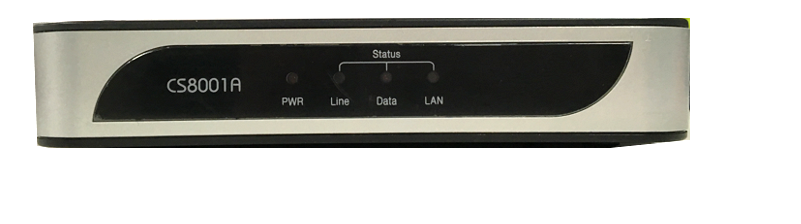 Status
CS8001A
PWR Line Data LAN